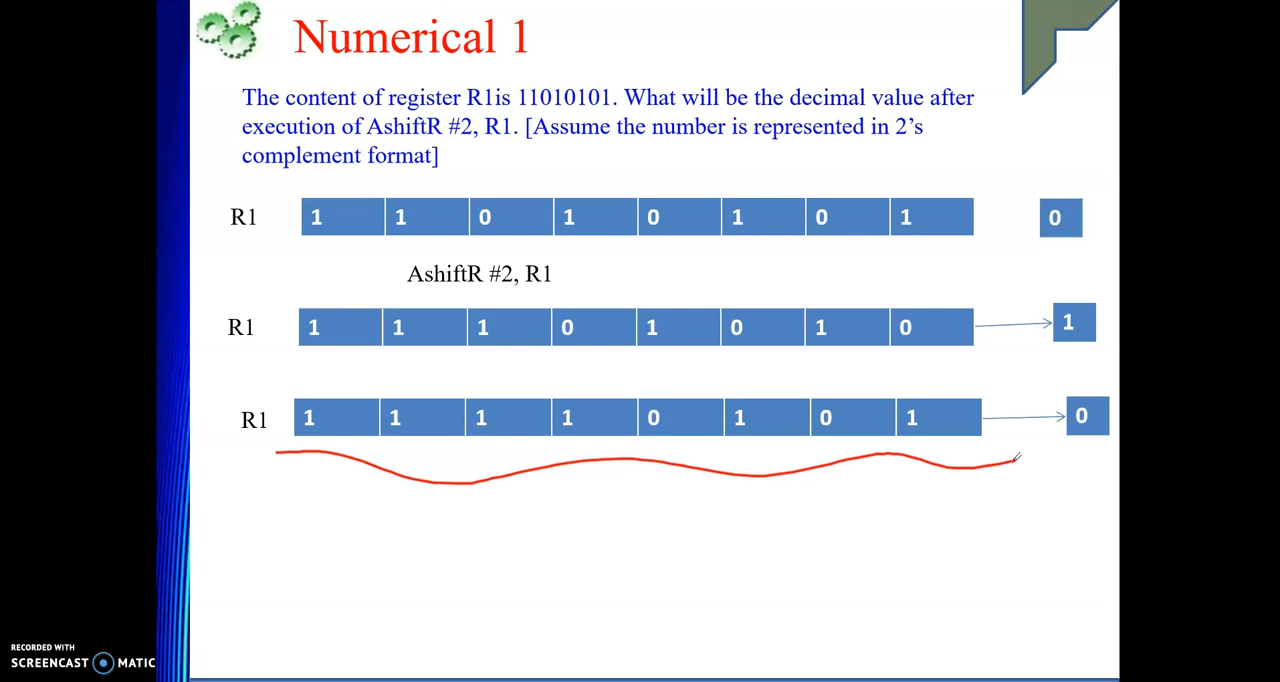 Numerical 1
The content of register R1is 11010101. What will be the decimal value after
execution of AshiftR #2, R1. [Assume the number is represented in 2’s
complement format]
R1 1 1 0 1 0 1 0 1 0
AshiftR #2, R1
R1 1 1 1 0 1 0 1 0 1
R1 1 1 1 1 0 1 0 1 0
RECORDED WITH
SCREENCAST MATIC